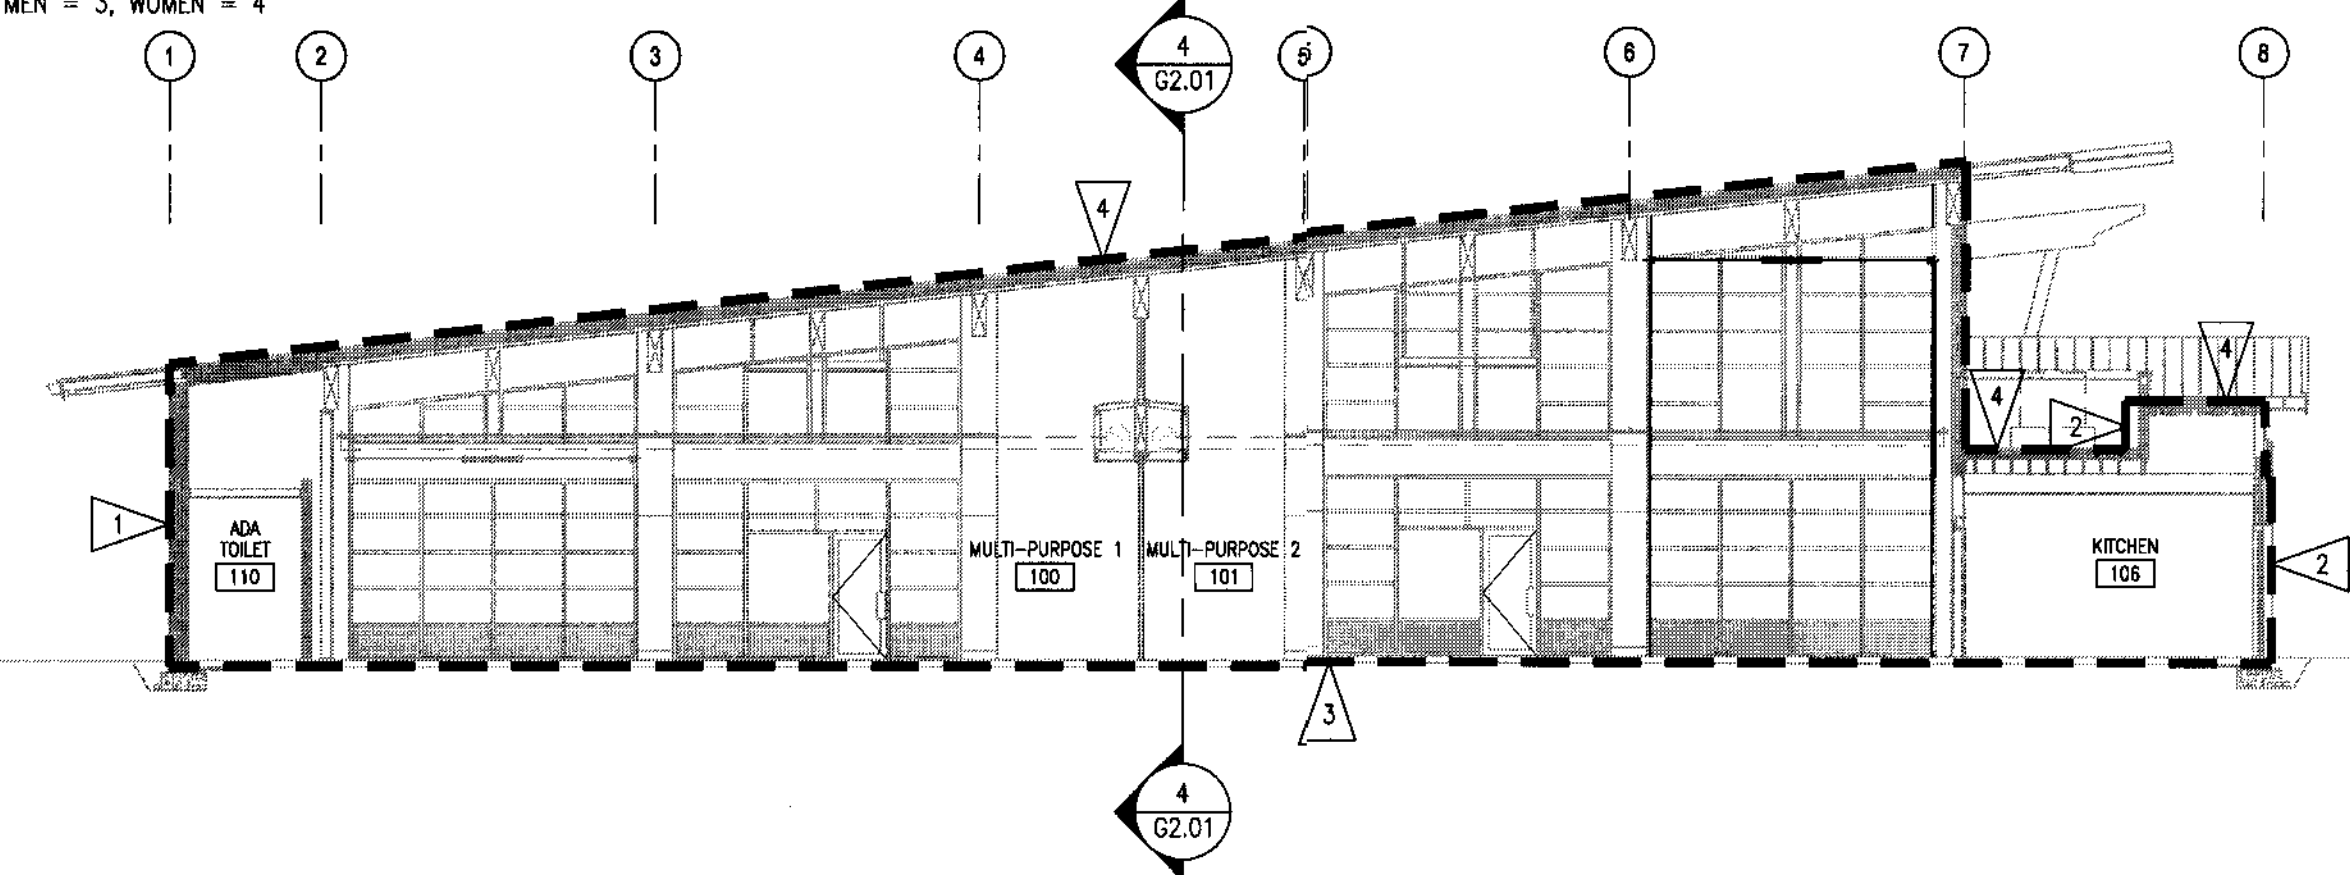 MEN = 3, WOMEN = 4
1
2
3
4
4
G2.01
5
6
7
8
4
4
4
2
1
ADA
TOILET
110
MULTI-PURPOSE 1
100
MULTI-PURPOSE 2
101
KITCHEN
106
2
3
4
G2.01